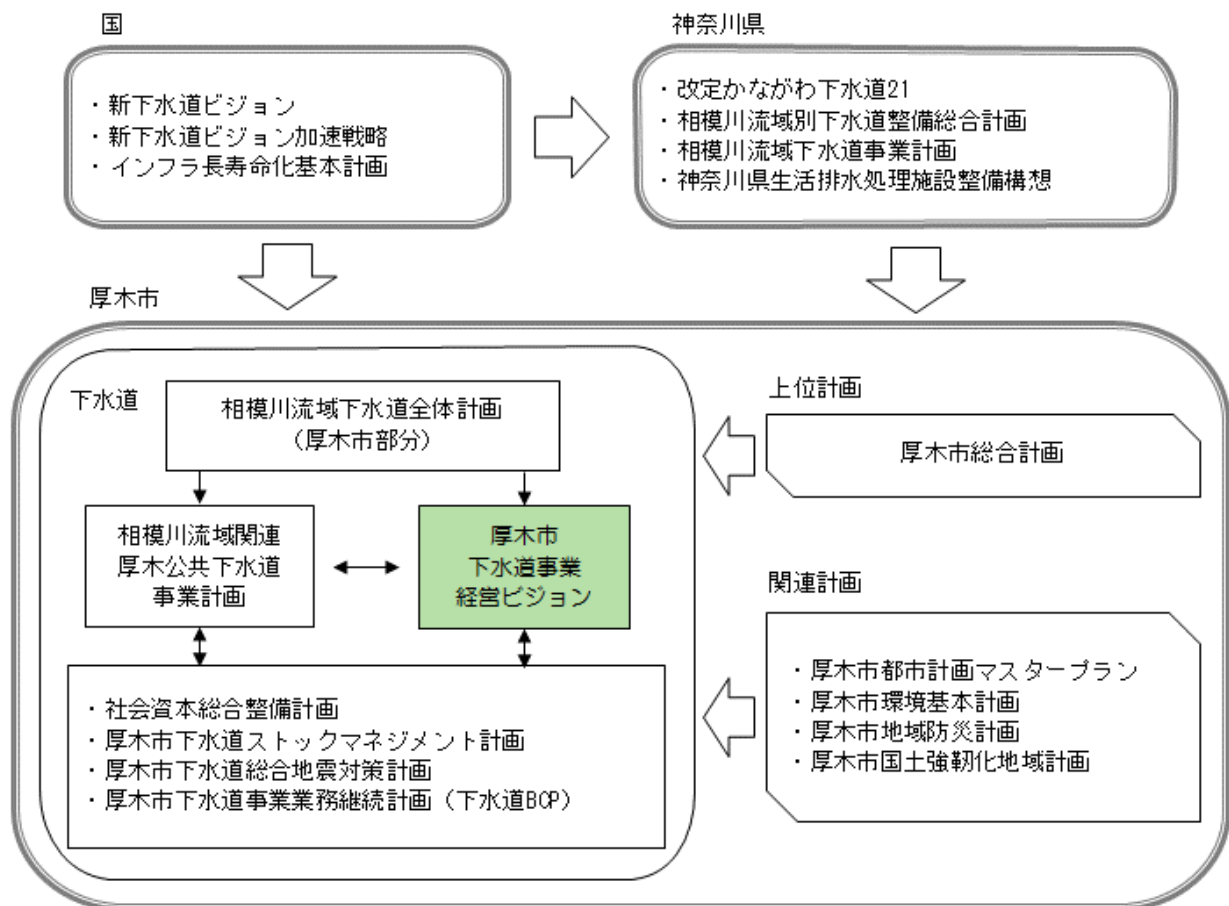 国
・新下水道ビジョン
・新下水道ビジョン加速戦略
・インフラ長寿命化基本計画
神奈川県
・改定かながわ下水道21
・相模川流域別下水道整備総合計画
・相模川流域下水道事業計画
・神奈川県生活排水処理施設整備構想
厚木市
下水道
相模川流域下水道全体計画
（厚木市部分）
相模川流域関連
厚木公共下水道
事業計画
厚木市
下水道事業
経営ビジョン
・社会資本総合整備計画
・厚木市下水道ストックマネジメント計画
・厚木市下水道総合地震対策計画
・厚木市下水道事業業務継続計画（下水道BCP）
上位計画
厚木市総合計画
関連計画
・厚木市都市計画マスタープラン
・厚木市環境基本計画
・厚木市地域防災計画
・厚木市国土強靭化地域計画